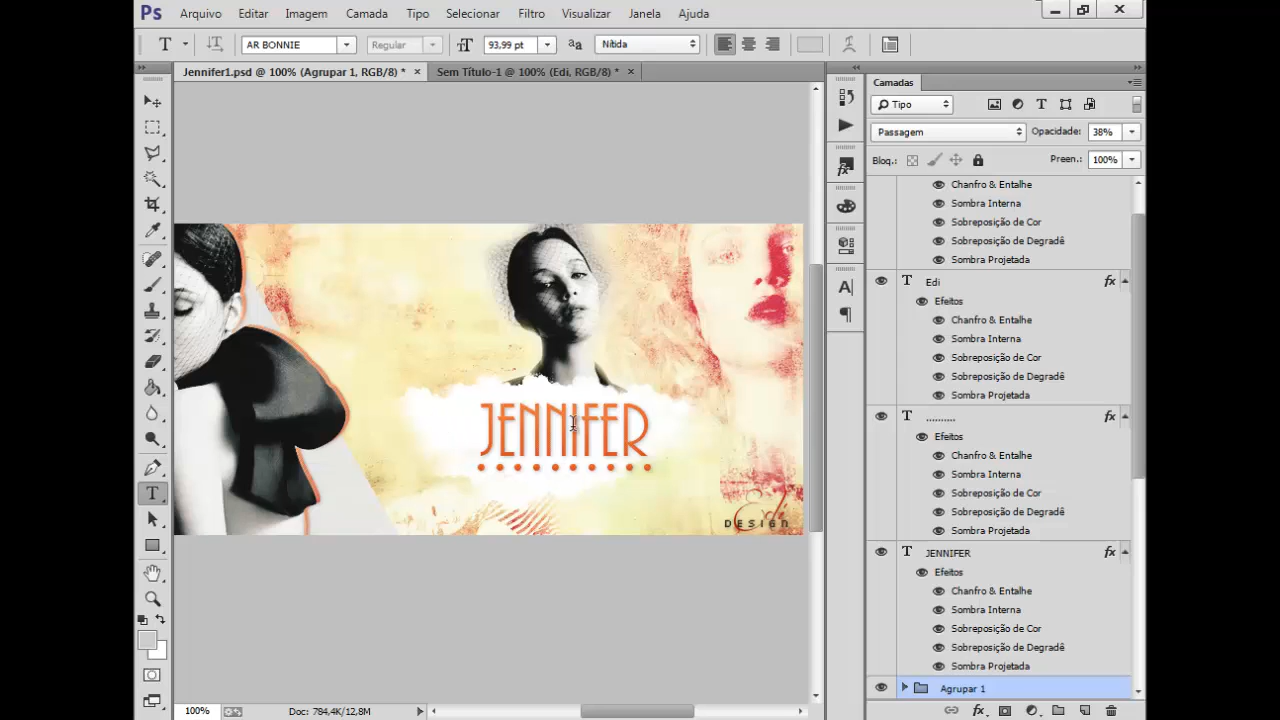 Ps Arquivo Editar Imagem Camada Tipo Selecionar Filtro Visualizar Janela Ajuda
T AR BONNIE Regular 93,99 pt aa Nítida
Jennifer1.psd @ 100% (Agrupar 1, RGB/8) * × Sem Título-1 @ 100% (Edi, RGB/8) * ×
Camadas
Tipo
Passagem Opacidade: 38%
Bloq.: Preen.: 100%
Chanfro & Entalhe
Sombra Interna
Sobreposição de Cor
Sobreposição de Degradê
Sombra Projetada
T Edi fx
Efeitos
Chanfro & Entalhe
Sombra Interna
Sobreposição de Cor
Sobreposição de Degradê
Sombra Projetada
T .......... fx
Efeitos
Chanfro & Entalhe
Sombra Interna
Sobreposição de Cor
Sobreposição de Degradê
Sombra Projetada
T JENNIFER fx
Efeitos
Chanfro & Entalhe
Sombra Interna
Sobreposição de Cor
Sobreposição de Degradê
Sombra Projetada
Agrupar 1
JENNIFER
..........
Edi
DESIGN
100% Doc: 784,4K/12,8M